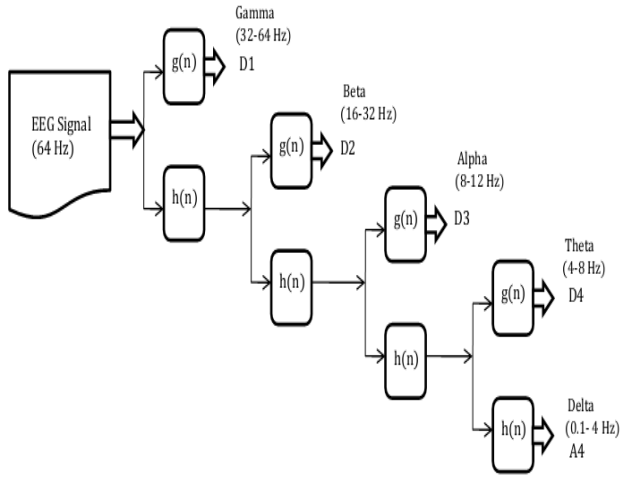 Gamma
(32-64 Hz)
g(n)
D1
EEG Signal
(64 Hz)
h(n)
Beta
(16-32 Hz)
g(n)
D2
h(n)
Alpha
(8-12 Hz)
g(n)
D3
h(n)
Theta
(4-8 Hz)
g(n)
D4
h(n)
Delta
(0.1- 4 Hz)
A4